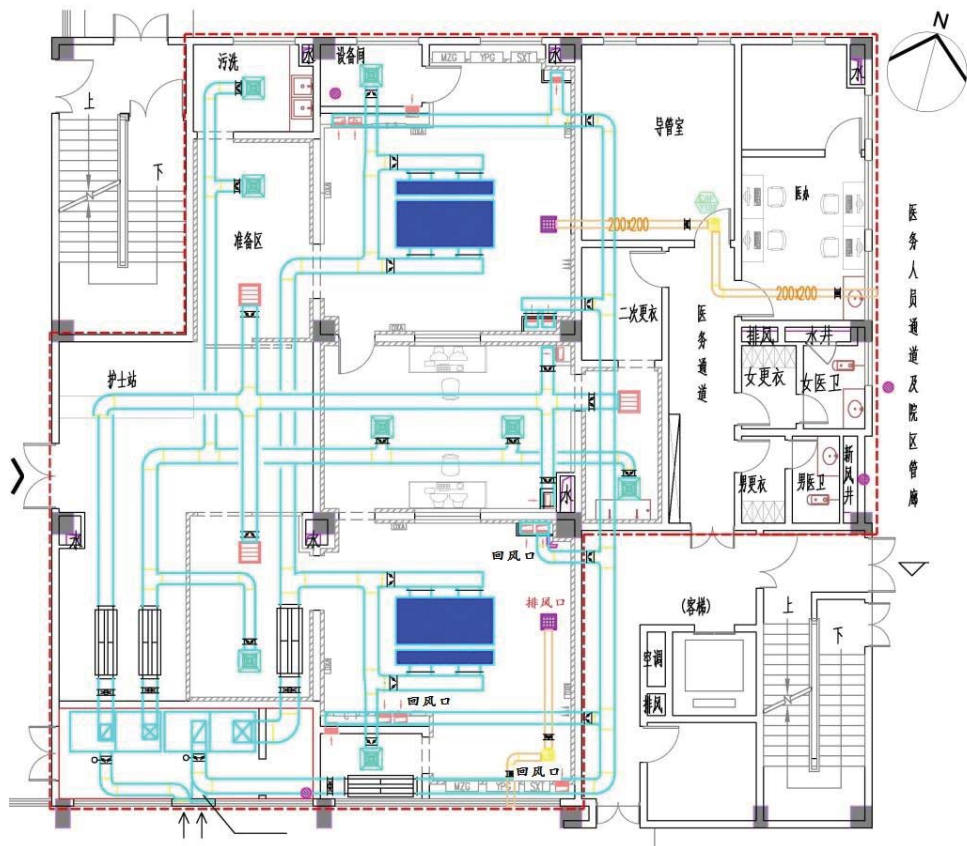 N
污洗
设备间
MZG YPG SXT
水
水
水
上
下
导管室
医办
准备区
200x200
200x200
医务人员通道及院区管廊
二次更衣
医务通道
排风
水井
女更衣
女医卫
护士站
男更衣
男医卫
新风井
水
水
水
回风口
排风口
(客梯)
上
下
空调
排风
回风口
回风口
MZG YPG SXT